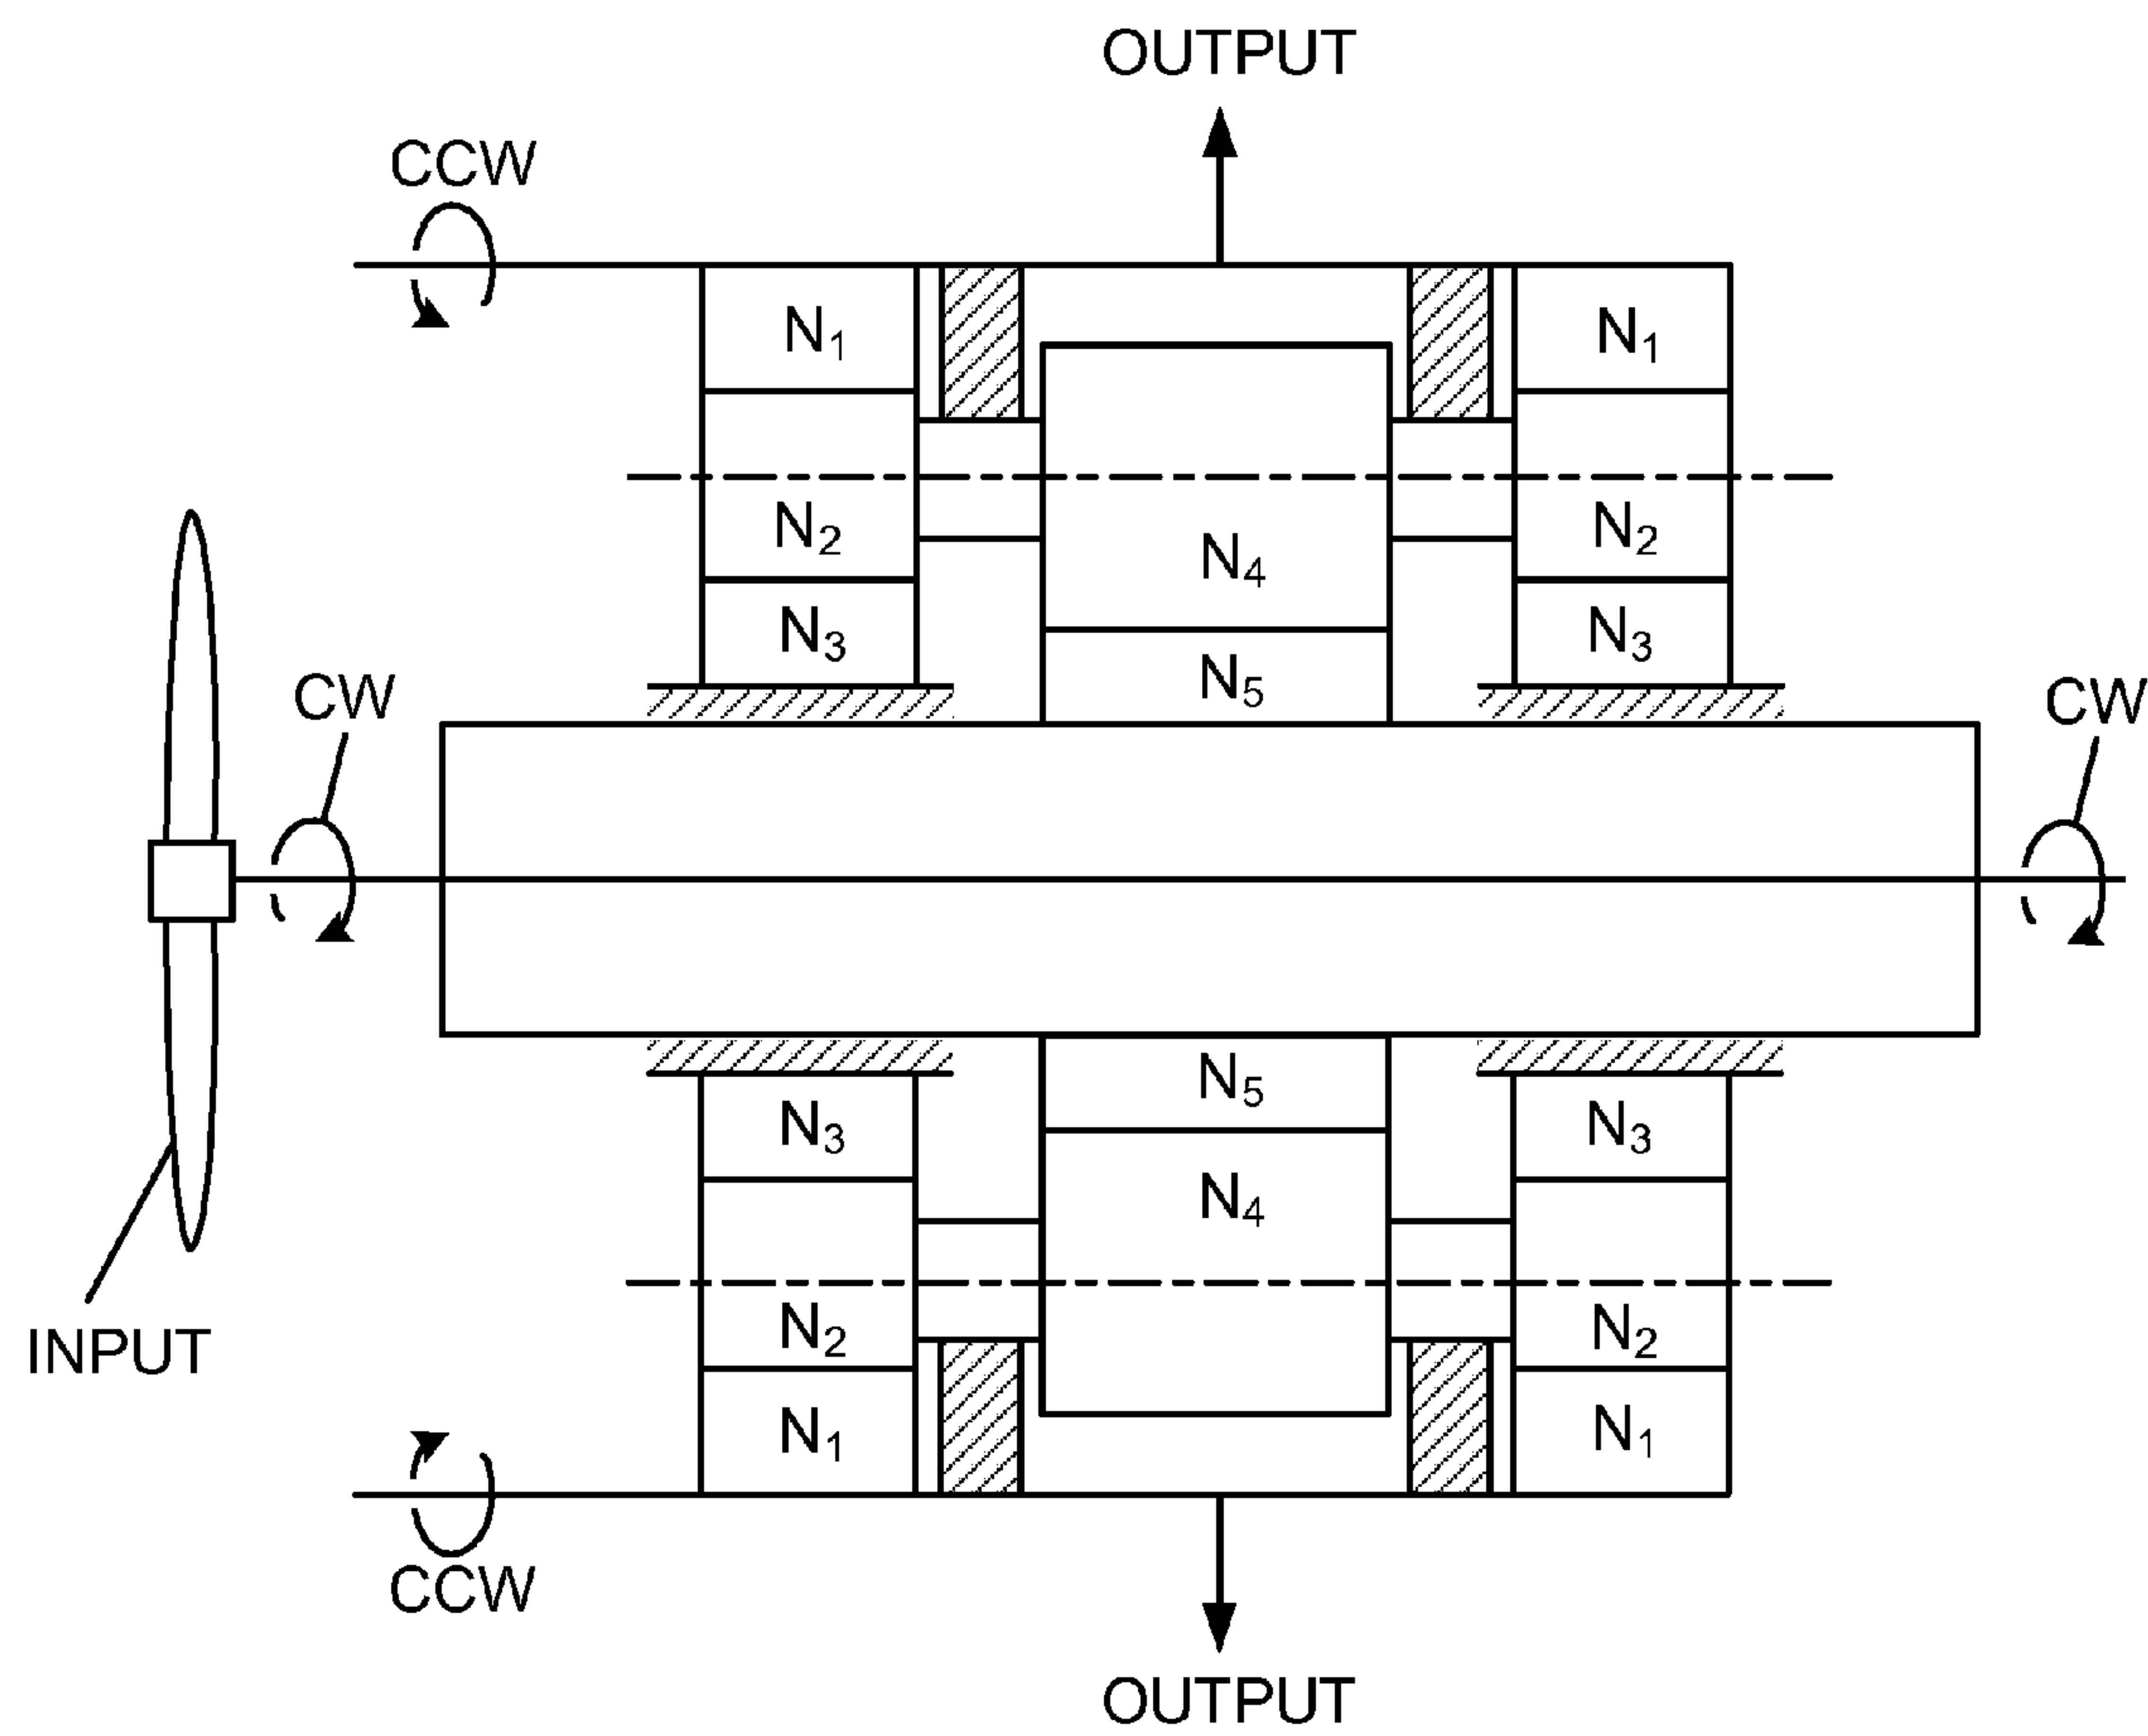 OUTPUT
CCW
N1 N1
N2 N4 N2
N3 N5 N3
CW CW
N3 N5 N3
N4
N2 N2
INPUT
N1 N1
CCW
OUTPUT